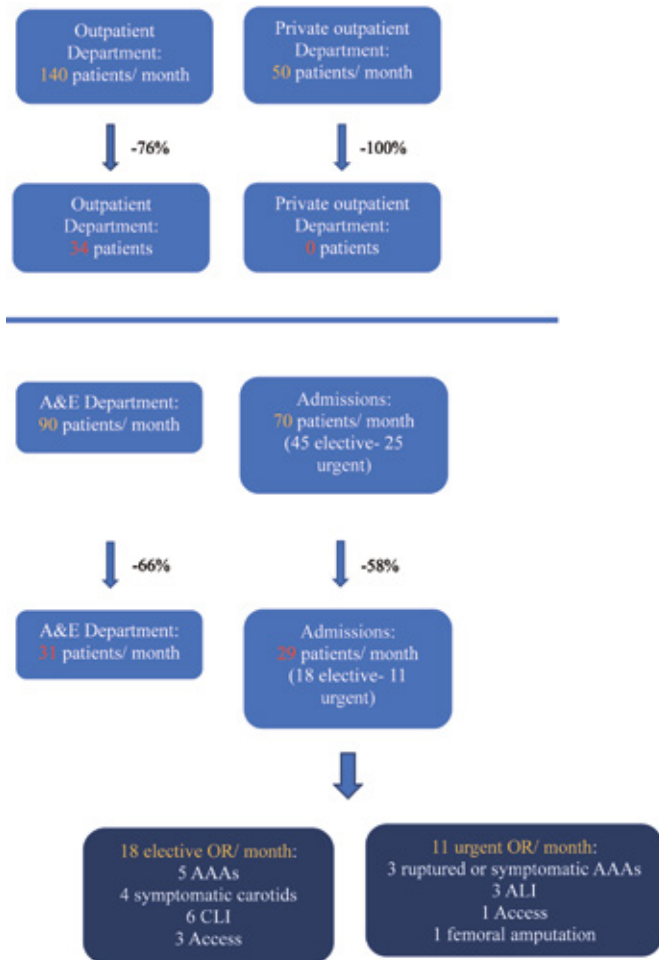 Outpatient
Department:
140 patients/ month
Private outpatient
Department:
50 patients/ month
-76%
-100%
Outpatient
Department:
34 patients
Private outpatient
Department:
0 patients
A&E Department:
90 patients/ month
Admissions:
70 patients/ month
(45 elective- 25
urgent)
-66%
-58%
A&E Department:
31 patients/ month
Admissions:
29 patients/ month
(18 elective- 11
urgent)
18 elective OR/ month:
5 AAAs
4 symptomatic carotids
6 CLI
3 Access
11 urgent OR/ month:
3 ruptured or symptomatic AAAs
3 ALI
1 Access
1 femoral amputation